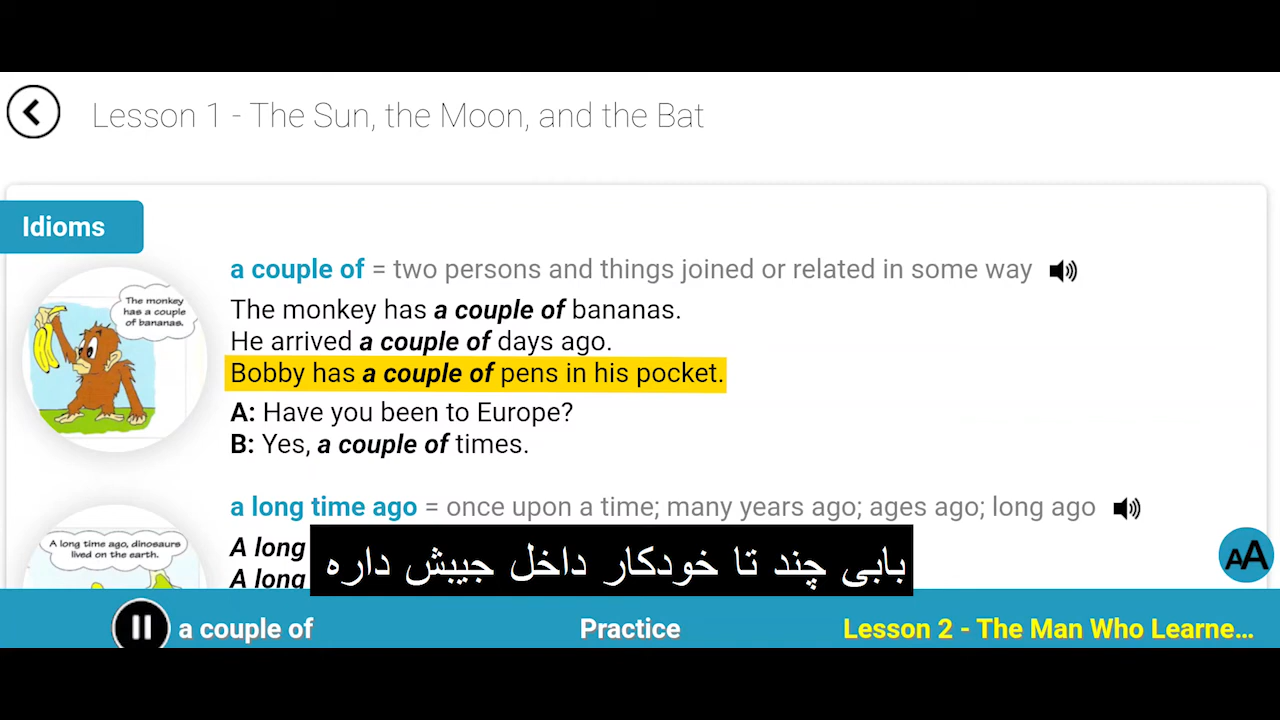 Lesson 1 - The Sun, the Moon, and the Bat
Idioms
a couple of = two persons and things joined or related in some way
The monkey
has a couple
of bananas.
The monkey has a couple of bananas.
He arrived a couple of days ago.
Bobby has a couple of pens in his pocket.
A: Have you been to Europe?
B: Yes, a couple of times.
a long time ago = once upon a time; many years ago; ages ago; long ago
A long time ago, dinosaurs
lived on the earth.
A long
A long
بابی چند تا خودکار داخل جیبش داره
AA
a couple of
Practice
Lesson 2 - The Man Who Learne...